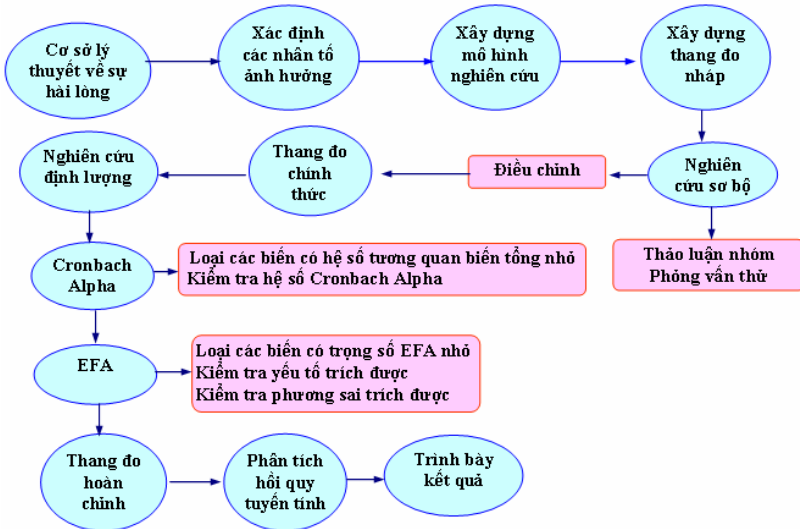 Cơ sở lý
thuyết về sự
hài lòng
Xác định
các nhân tố
ảnh hưởng
Xây dựng
mô hình
nghiên cứu
Xây dựng
thang đo
nháp
Nghiên cứu
định lượng
Thang đo
chính
thức
Điều chỉnh
Nghiên
cứu sơ bộ
Thảo luận nhóm
Phỏng vấn thử
Cronbach
Alpha
Loại các biến có hệ số tương quan biến tổng nhỏ
Kiểm tra hệ số Cronbach Alpha
EFA
Loại các biến có trọng số EFA nhỏ
Kiểm tra yếu tố trích được
Kiểm tra phương sai trích được
Thang đo
hoàn
chỉnh
Phân tích
hồi quy
tuyến tính
Trình bày
kết quả